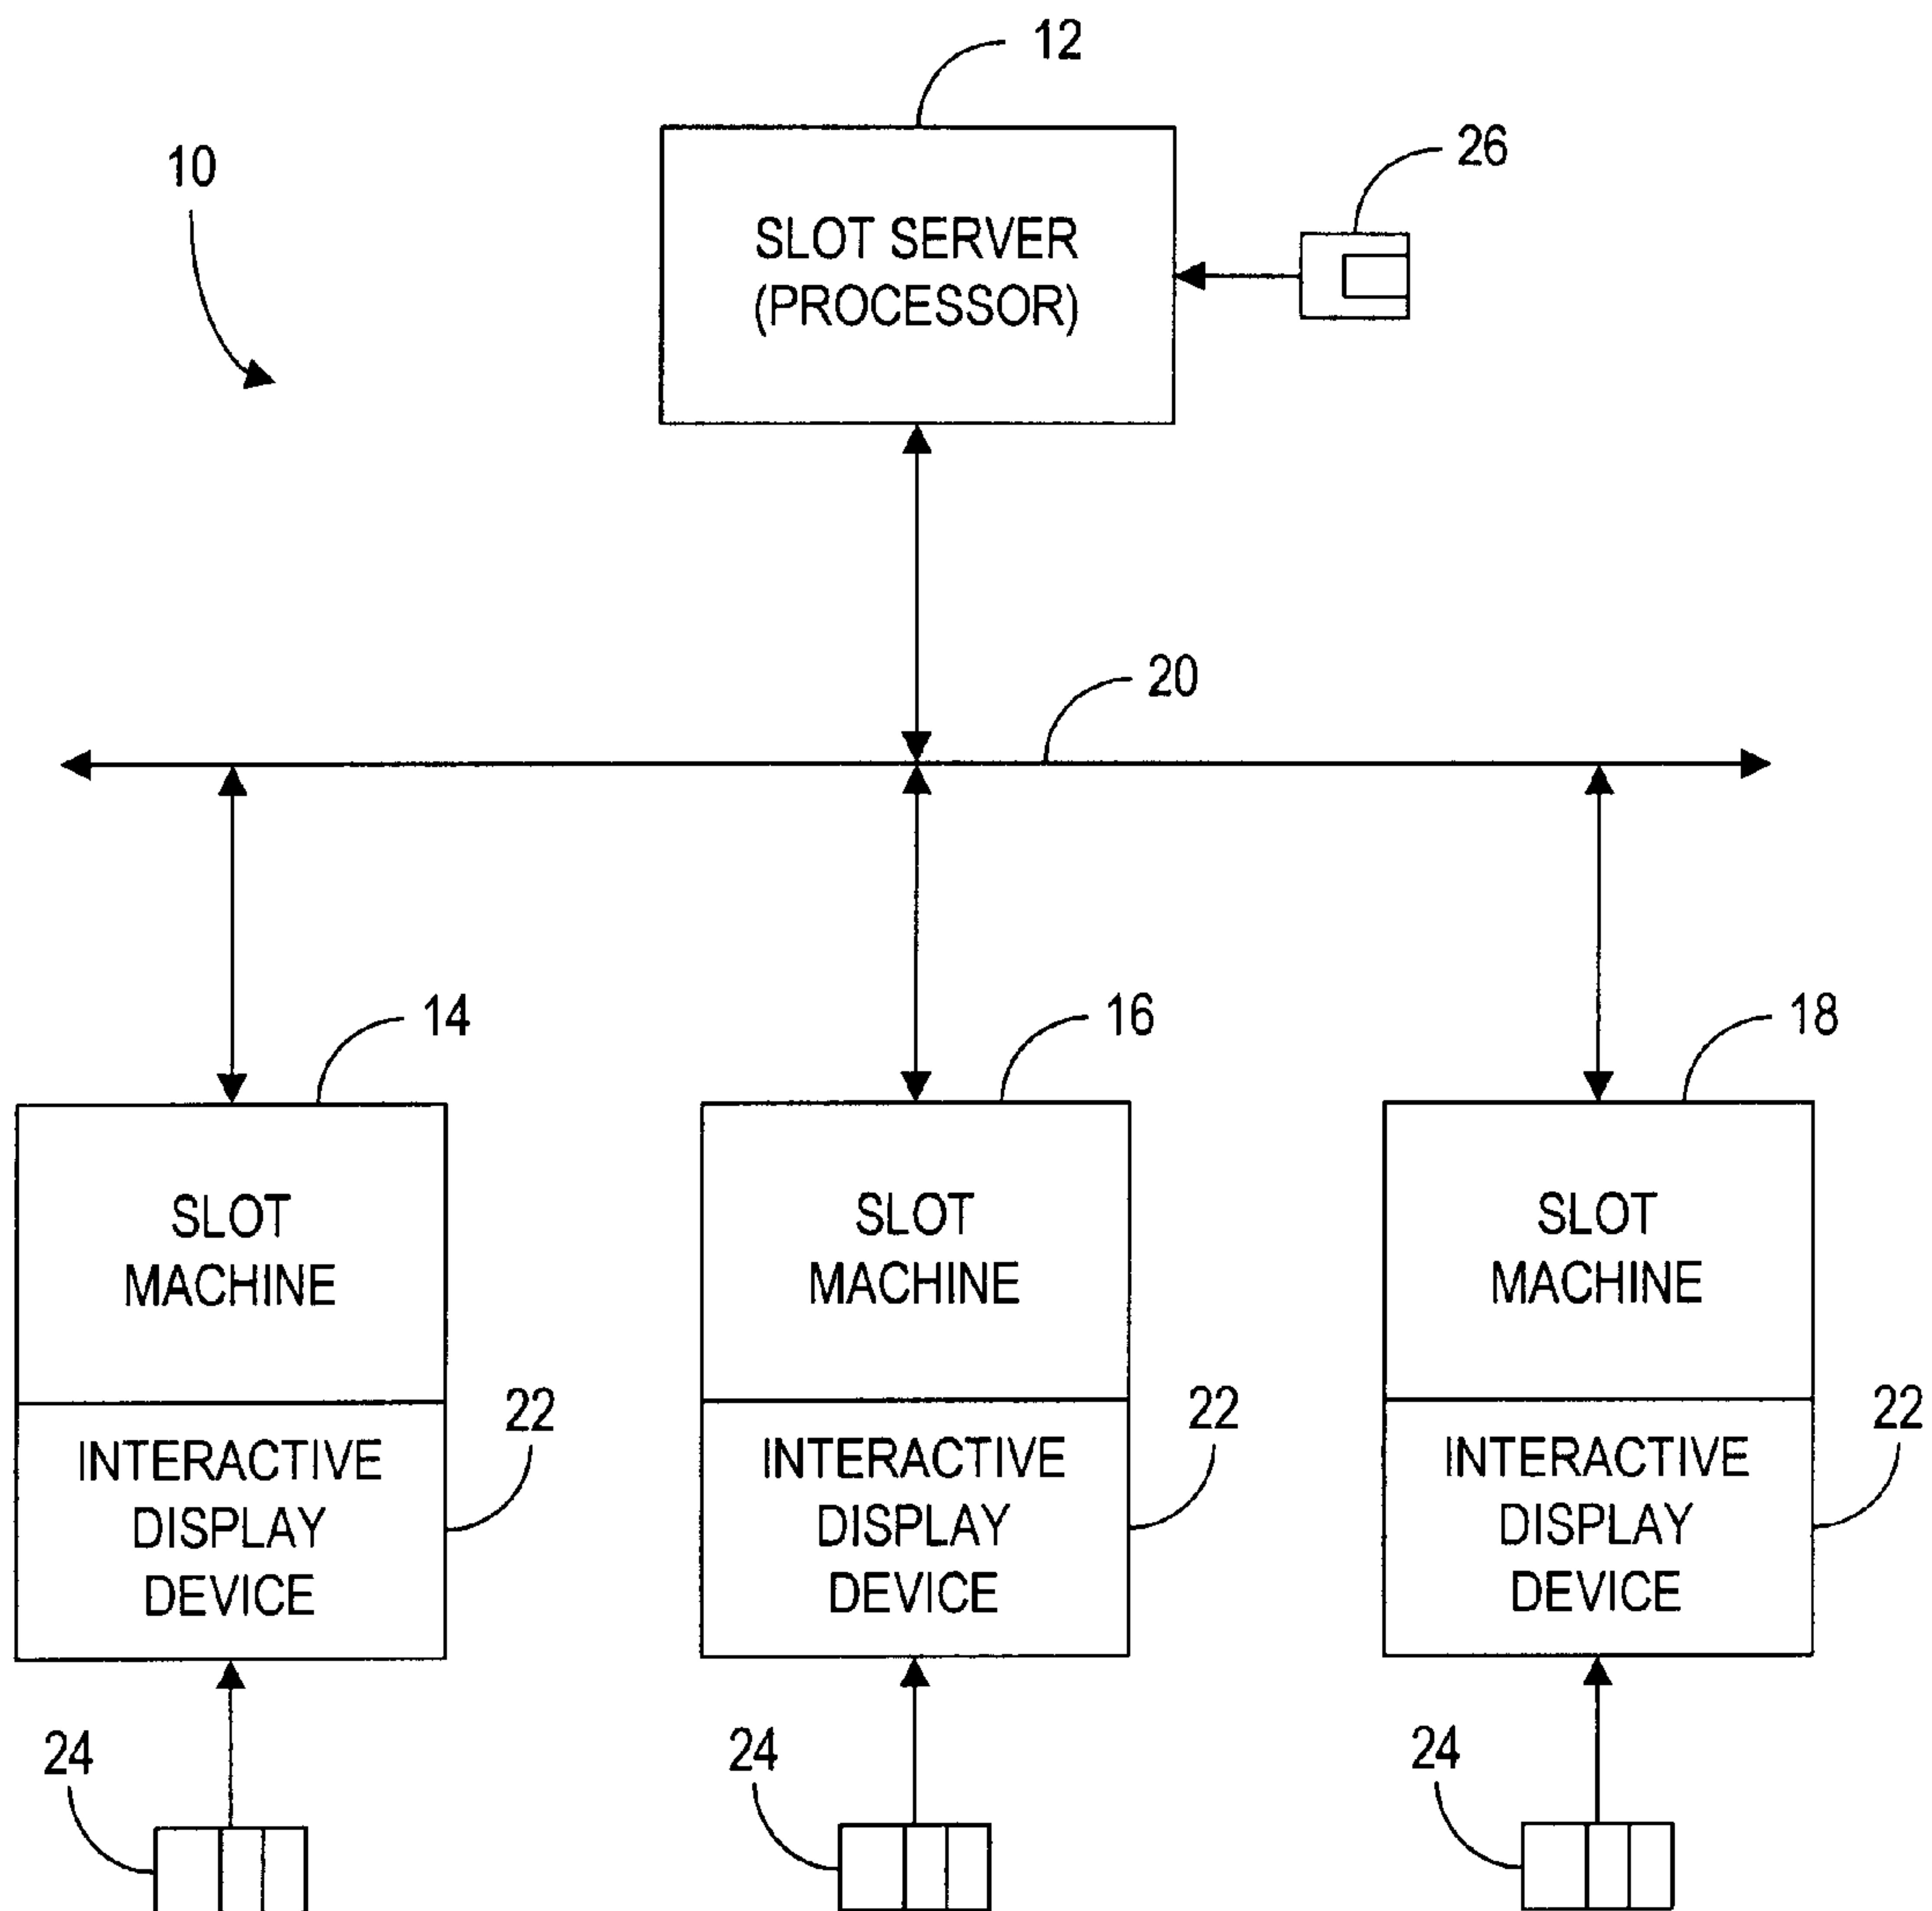 12
26
10
SLOT SERVER
(PROCESSOR)
20
14
16
18
SLOT
MACHINE
SLOT
MACHINE
SLOT
MACHINE
22
22
22
INTERACTIVE
DISPLAY
DEVICE
INTERACTIVE
DISPLAY
DEVICE
INTERACTIVE
DISPLAY
DEVICE
24
24
24